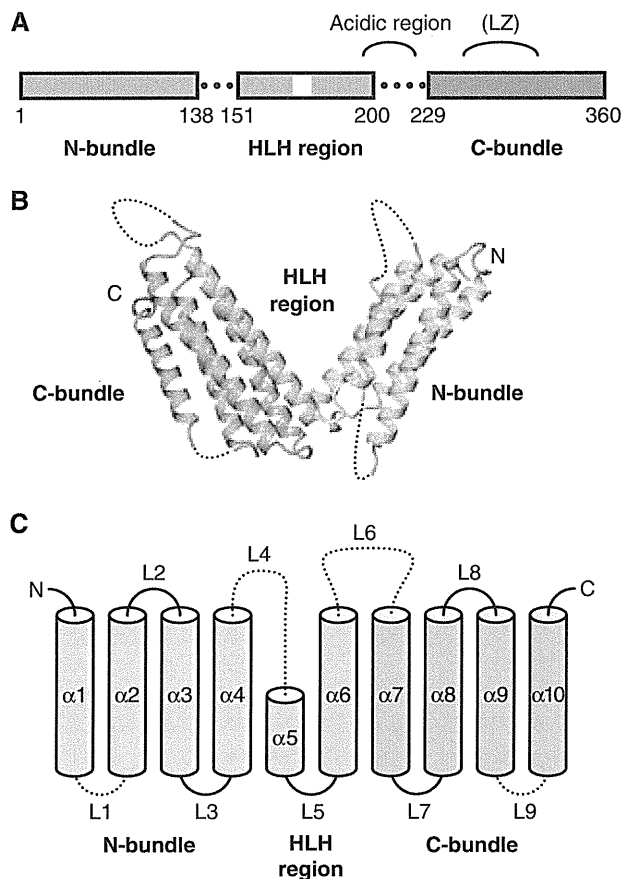 A
Acidic region (LZ)
1 138 151 200 229 360
N-bundle HLH region C-bundle
B
HLH
region
N
C
C-bundle
N-bundle
C
L2 L4 L6 L8
N C
α1 α2 α3 α4 α5 α6 α7 α8 α9 α10
L1 L3 L5 L7 L9
N-bundle HLH
region C-bundle